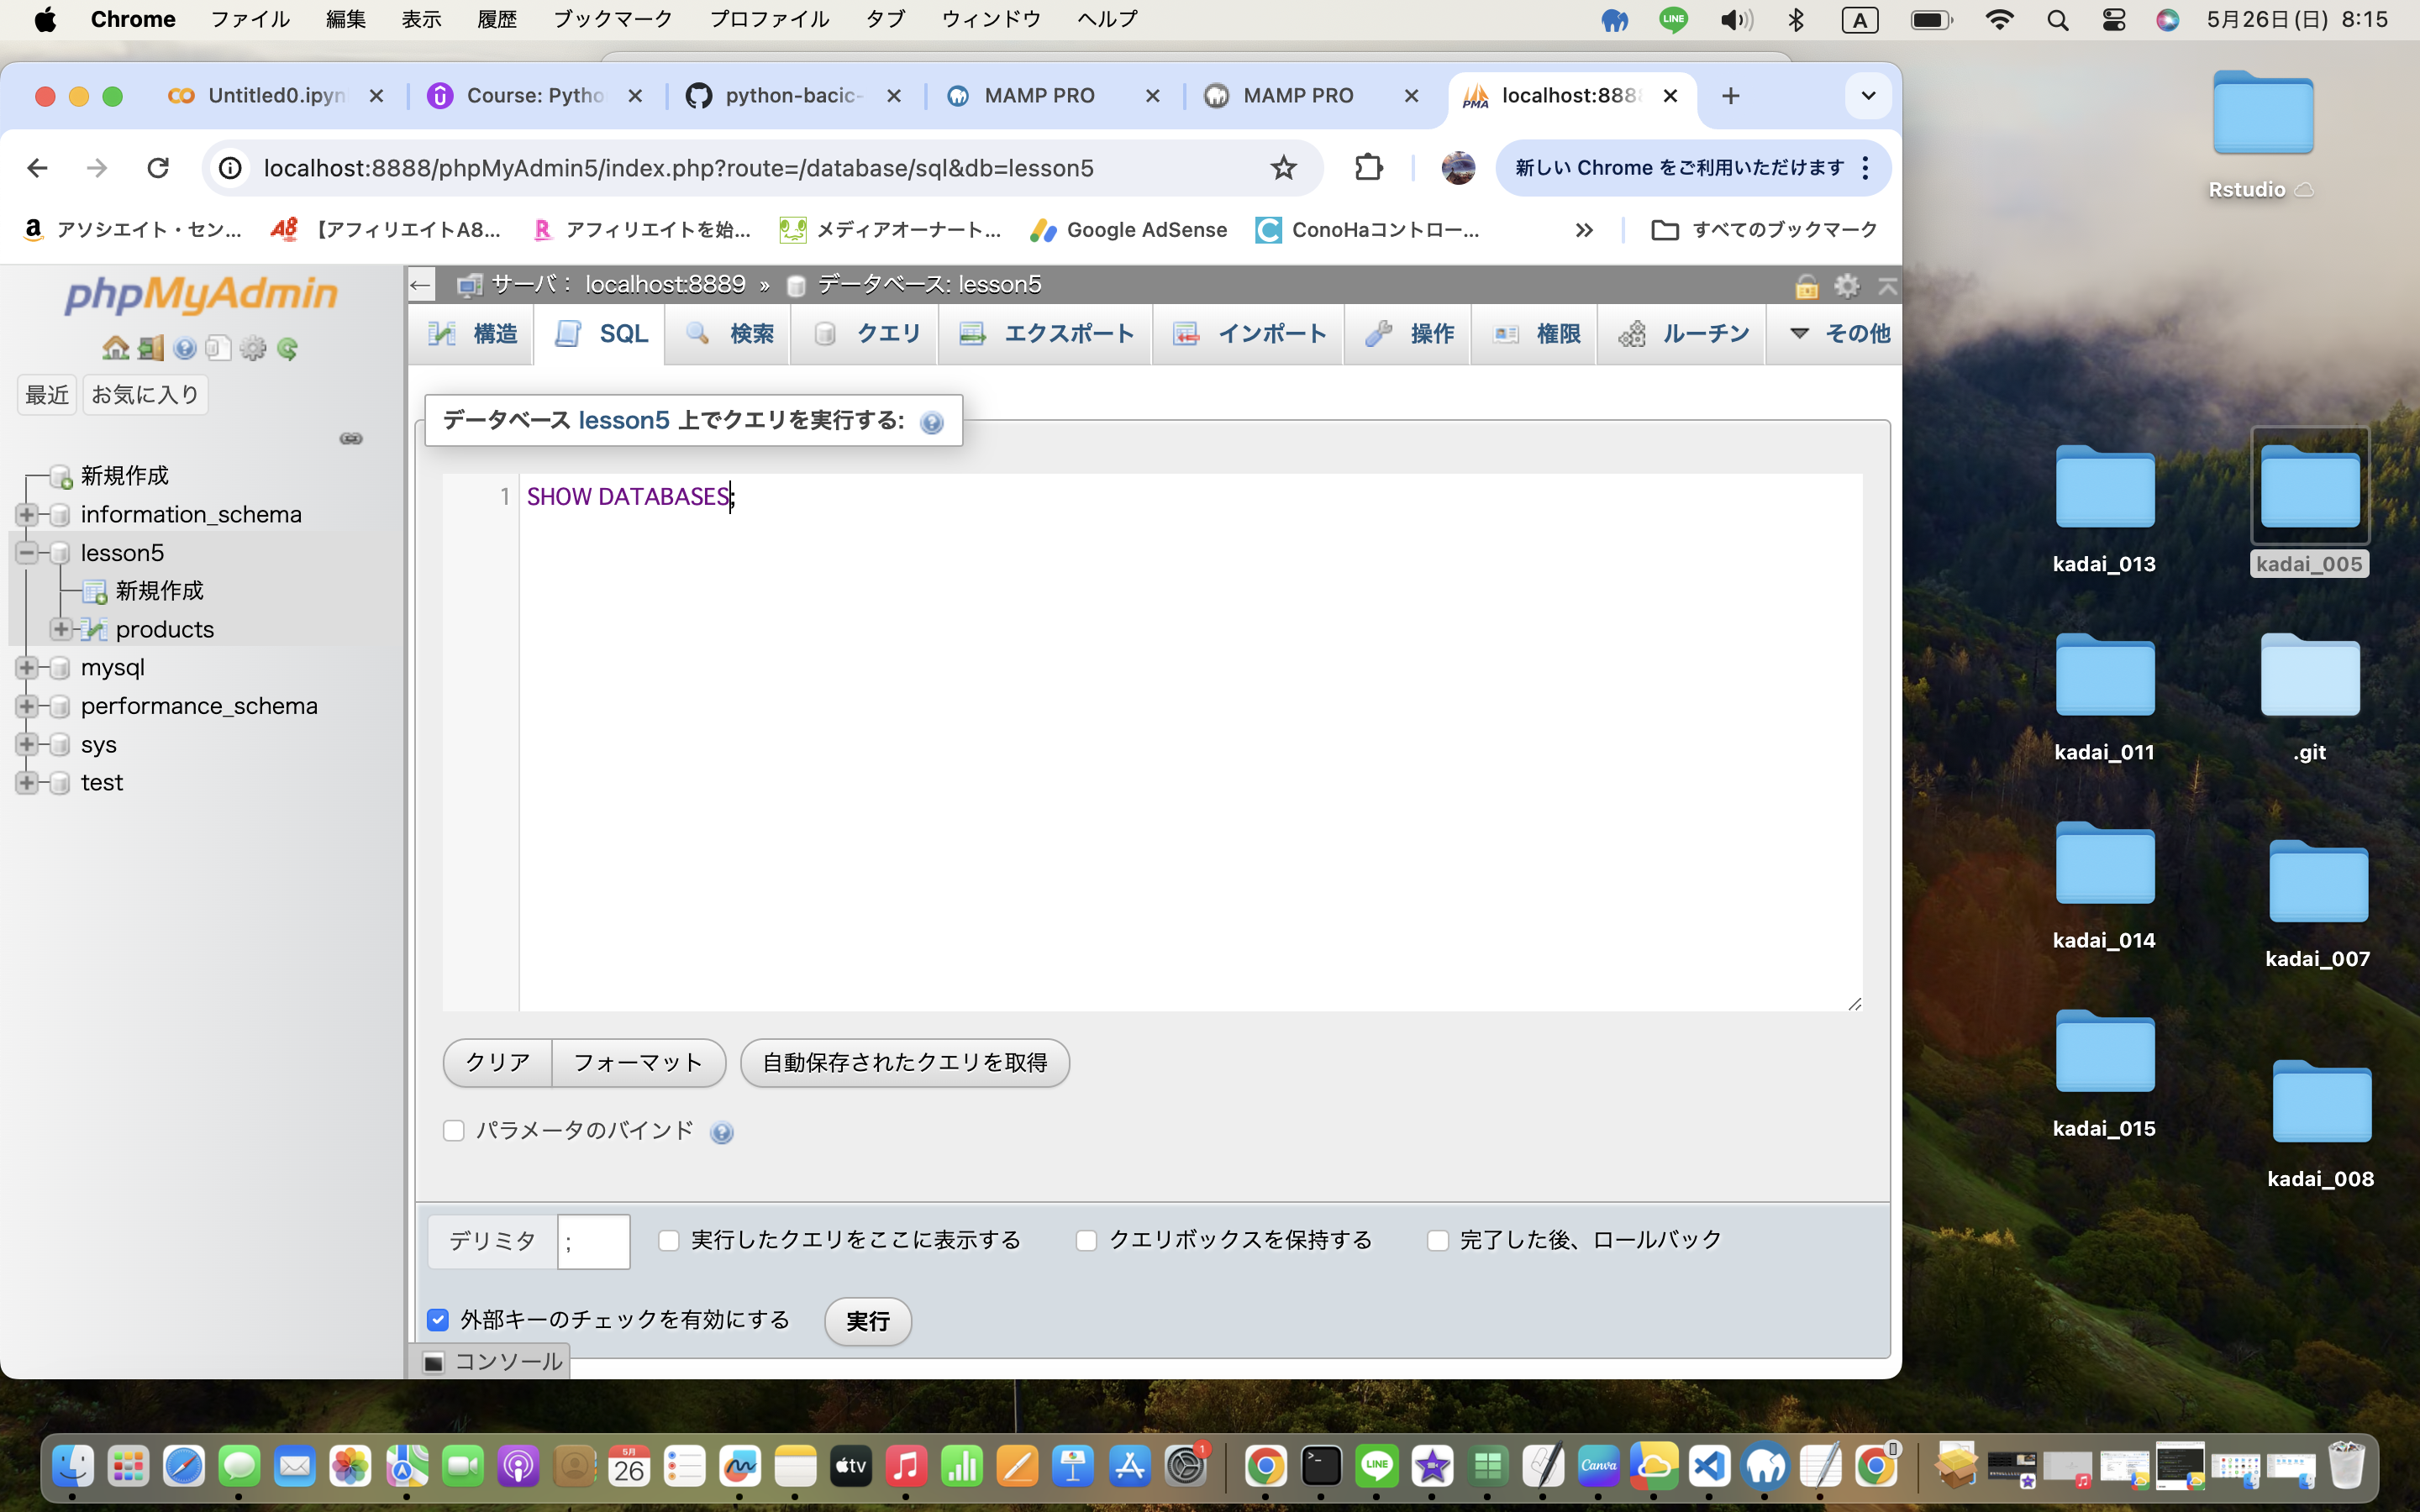 Chrome ファイル 編集 表示 履歴 ブックマーク プロファイル タブ ウィンドウ ヘルプ LINE A 5月26日(日) 8:15
Untitled0.ipyn Course: Pytho python-bacic- MAMP PRO MAMP PRO PMA localhost:888
localhost:8888/phpMyAdmin5/index.php?route=/database/sql&db=lesson5 新しい Chrome をご利用いただけます
アソシエイト・セン... A8 【アフィリエイトA8... R アフィリエイトを始... メディアオーナート... Google AdSense ConoHaコントロー... » すべてのブックマーク
phpMyAdmin
最近 お気に入り
新規作成
information_schema
lesson5
新規作成
products
mysql
performance_schema
sys
test
サーバ: localhost:8889 » データベース: lesson5
構造 SQL 検索 クエリ エクスポート インポート 操作 権限 ルーチン その他
データベース lesson5 上でクエリを実行する:
1 SHOW DATABASES;
クリア フォーマット 自動保存されたクエリを取得
パラメータのバインド
デリミタ ; 実行したクエリをここに表示する クエリボックスを保持する 完了した後、ロールバック
外部キーのチェックを有効にする 実行
コンソール
Rstudio
kadai_013 kadai_005
kadai_011 .git
kadai_014 kadai_007
kadai_015 kadai_008
5月
26
tv
1
LINE
Canva